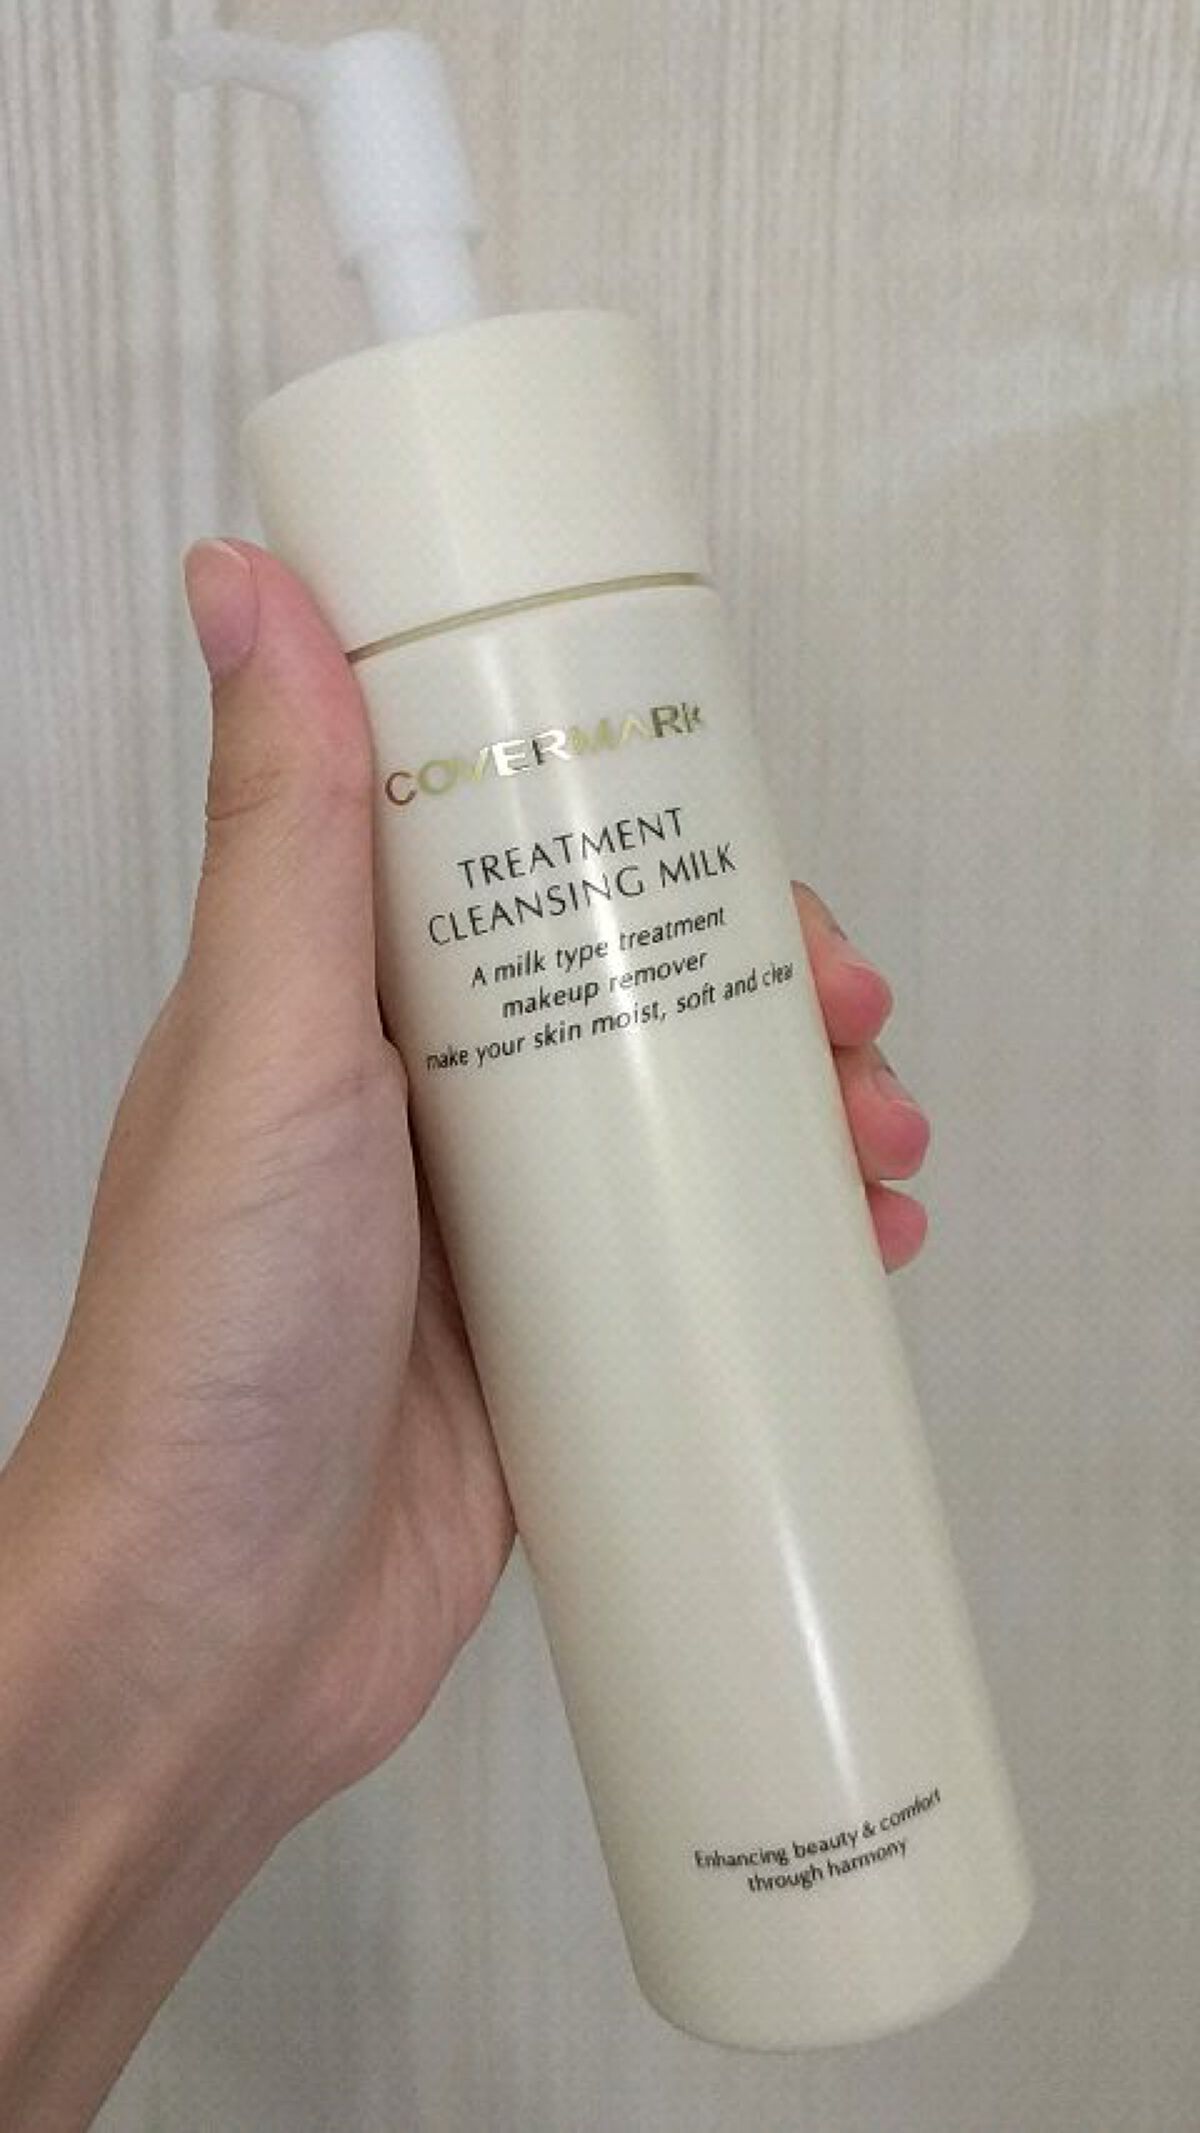 COVERMARK
TREATMENT
CLEANSING MILK
A milk type treatment
makeup remover
make your skin moist, soft and clear
Enhancing beauty & comfort
through harmony